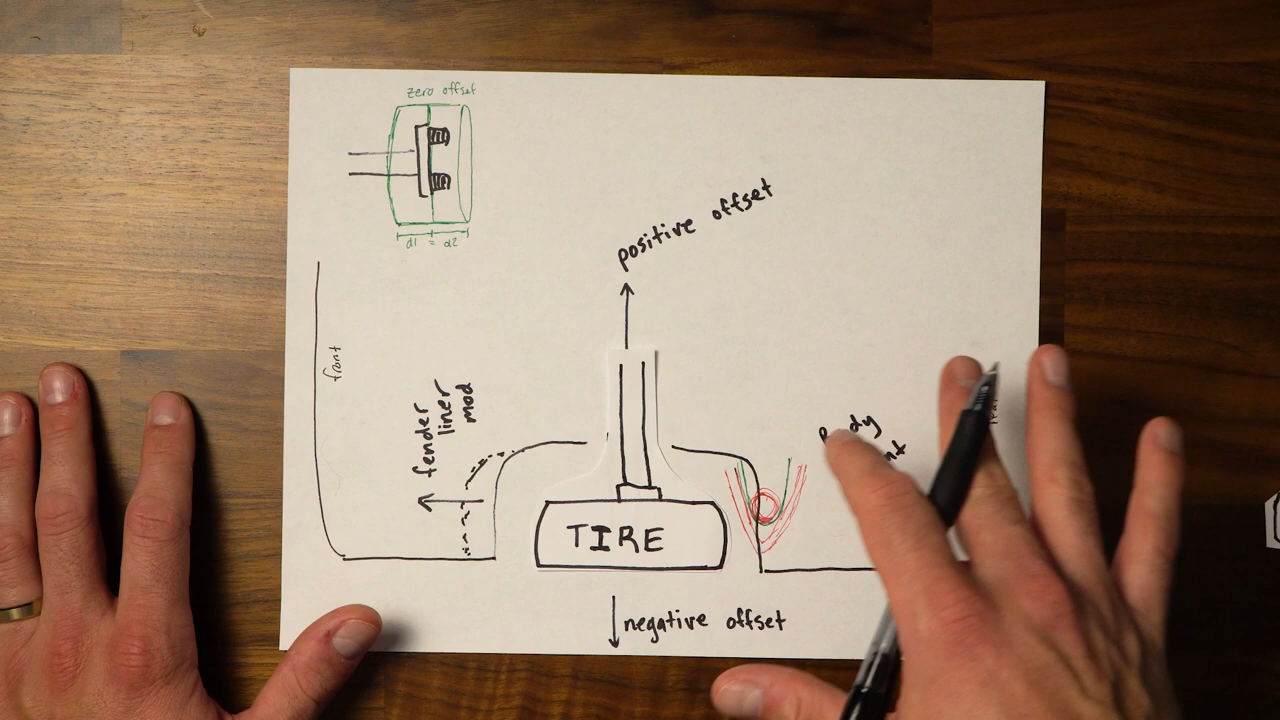 zero offset
d1 = d2
positive offset
front
fender
liner
mod
TIRE
negative offset